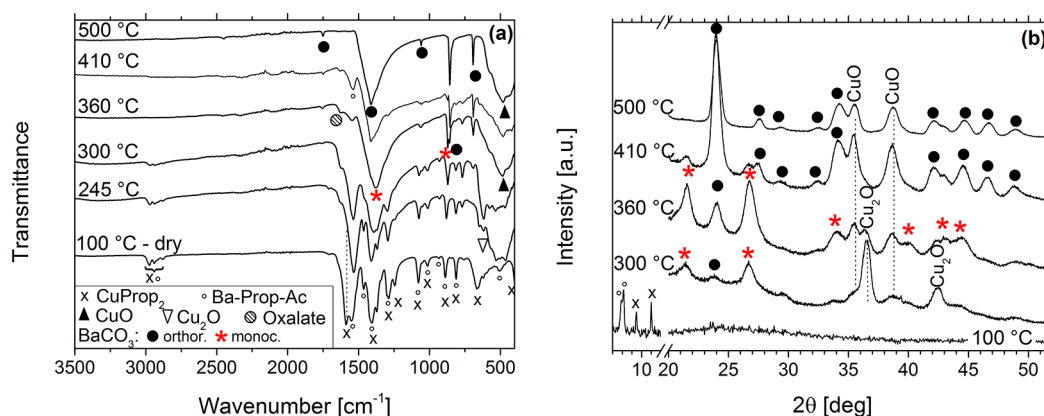 (a)
500 °C
410 °C
360 °C
300 °C
245 °C
100 °C - dry
x
x x x x x x x x
x CuProp2 ° Ba-Prop-Ac
CuO Cu2O Oxalate
BaCO3: orthor. * monoc.
Transmittance
3500 3000 2500 2000 1500 1000 500
Wavenumber [cm-1]
(b)
CuO
CuO
500 °C
410 °C
360 °C
Cu2O
300 °C
Cu2O
x x
100 °C
Intensity [a.u.]
10 20 25 30 35 40 45 50
2θ [deg]